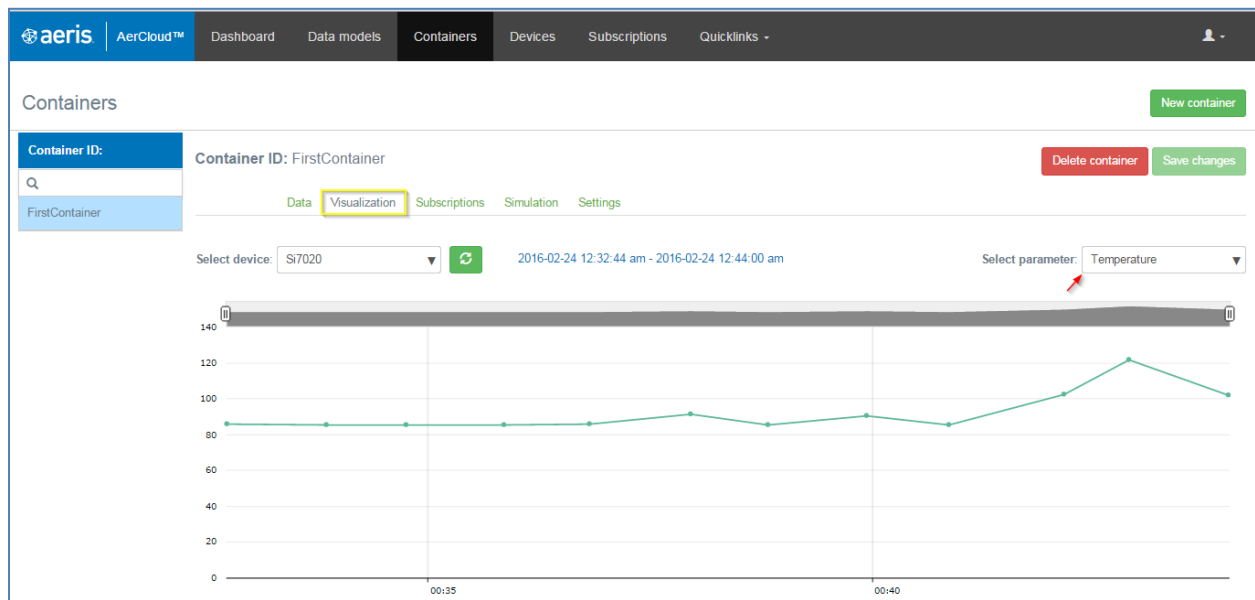 aeris. AerCloud™ Dashboard Data models Containers Devices Subscriptions Quicklinks
Containers New container
Container ID:
FirstContainer
Container ID: FirstContainer Delete container Save changes
Data Visualization Subscriptions Simulation Settings
Select device: Si7020 2016-02-24 12:32:44 am - 2016-02-24 12:44:00 am Select parameter: Temperature
140
120
100
80
60
40
20
0
00:35 00:40